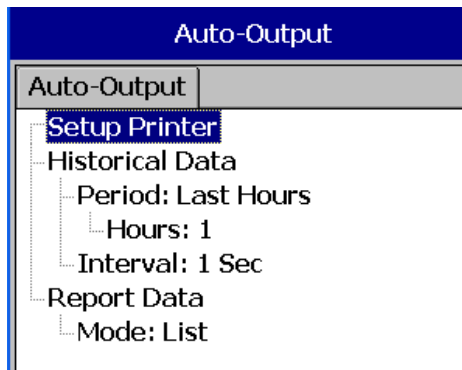 Auto-Output
Auto-Output
Setup Printer
Historical Data
Period: Last Hours
Hours: 1
Interval: 1 Sec
Report Data
Mode: List